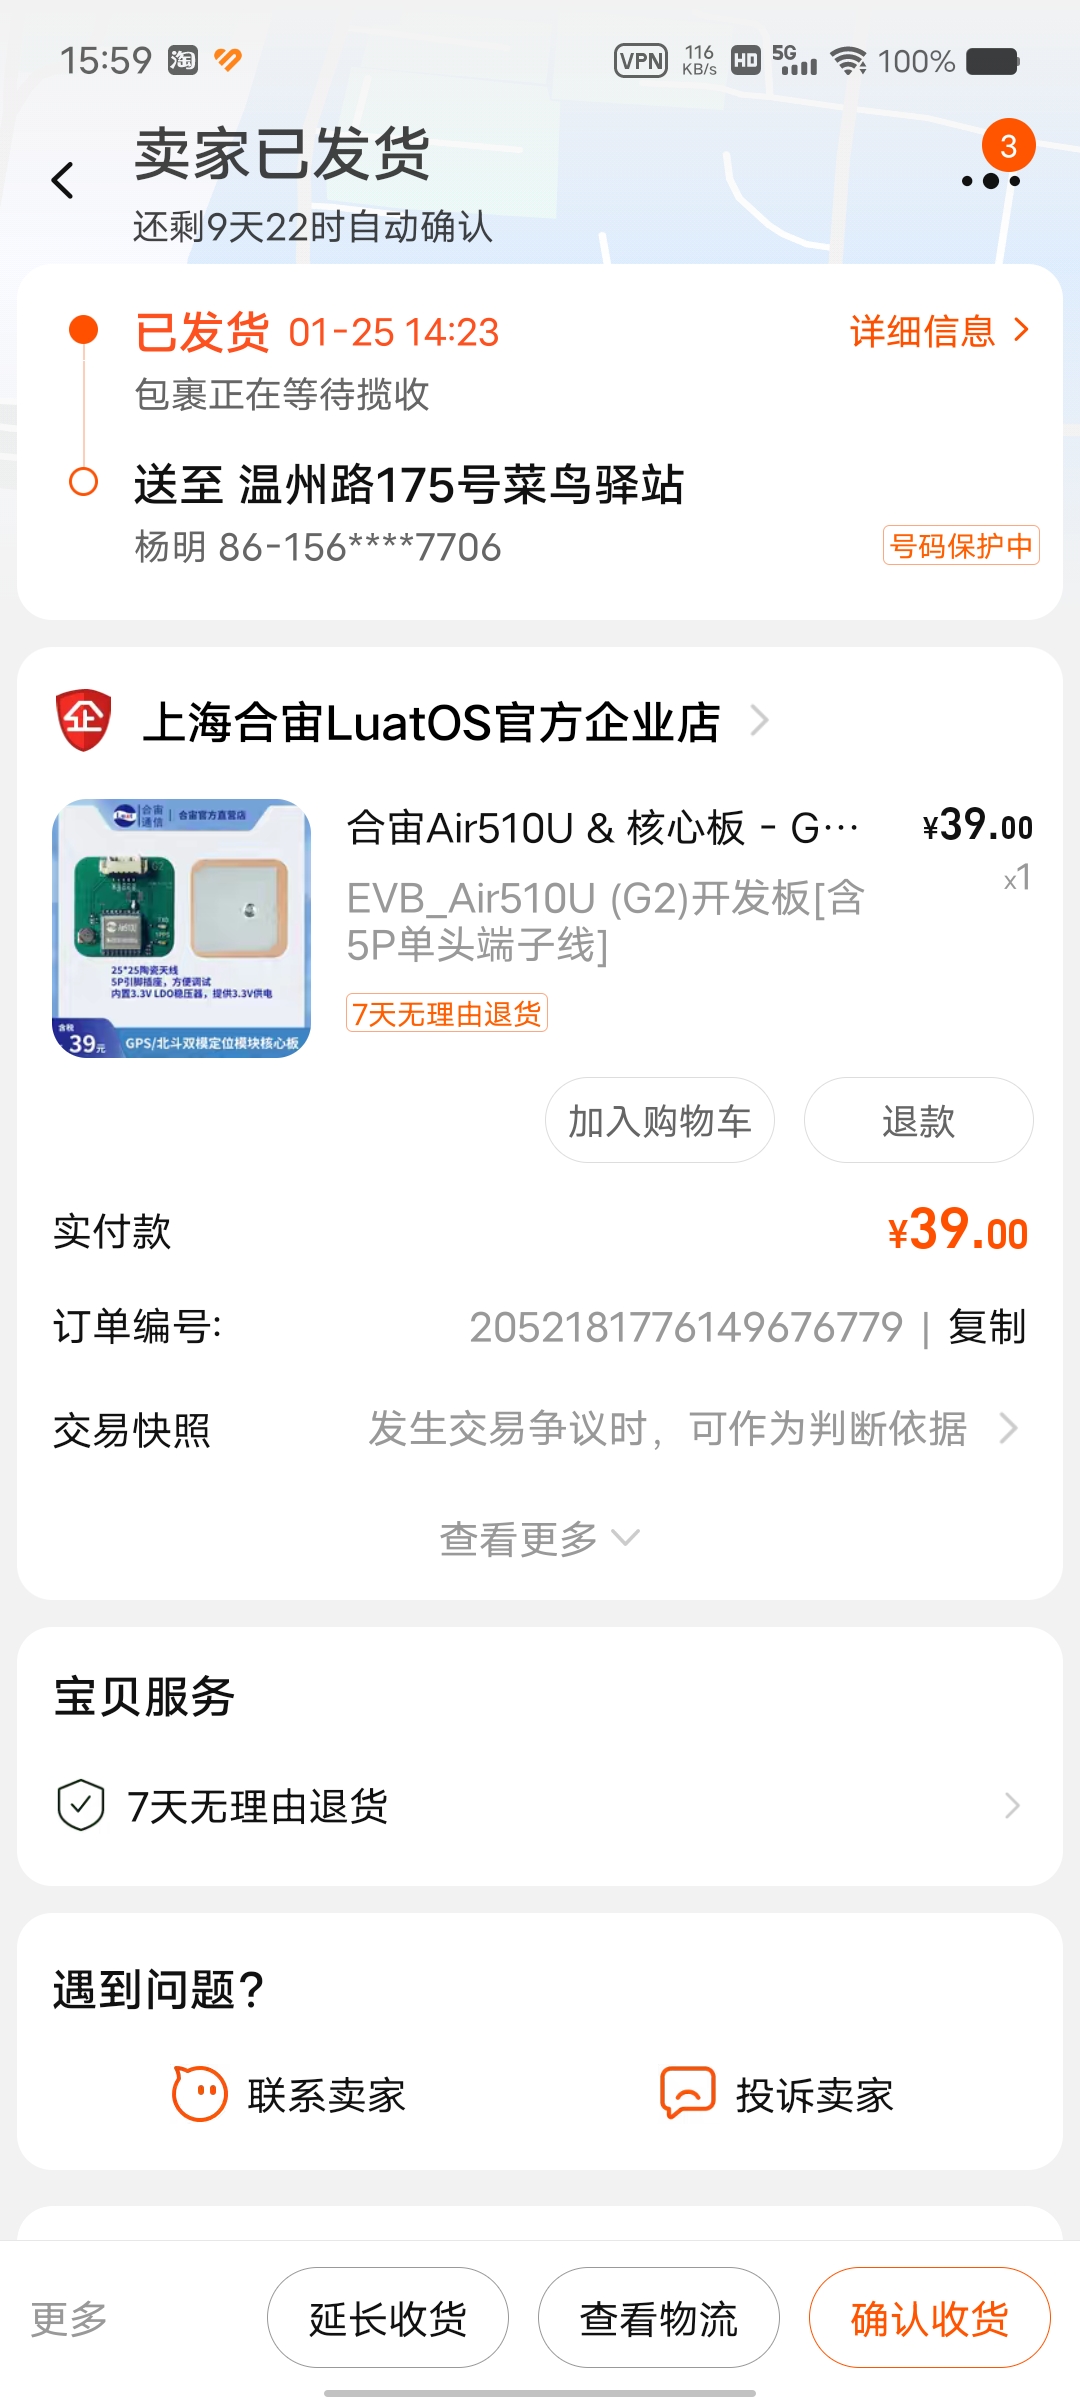 15:59 淘 VPN 116 KB/s HD 5G 100%
卖家已发货
3
还剩9天22时自动确认
已发货 01-25 14:23 详细信息
包裹正在等待揽收
送至 温州路175号菜鸟驿站
杨明 86-156****7706 号码保护中
企 上海合宙LuatOS官方企业店
合宙Air510U & 核心板 - G… ¥39.00
x1
EVB_Air510U (G2)开发板[含
5P单头端子线]
7天无理由退货
Luat 合宙通信 | 合宙官方直营店
G2
25*25陶瓷天线
5P引脚插座，方便调试
内置3.3V LDO稳压器，提供3.3V供电
含税
39元 GPS/北斗双模定位模块核心板
加入购物车 退款
实付款 ¥39.00
订单编号: 2052181776149676779 | 复制
交易快照 发生交易争议时，可作为判断依据
查看更多
宝贝服务
7天无理由退货
遇到问题?
联系卖家 投诉卖家
更多 延长收货 查看物流 确认收货